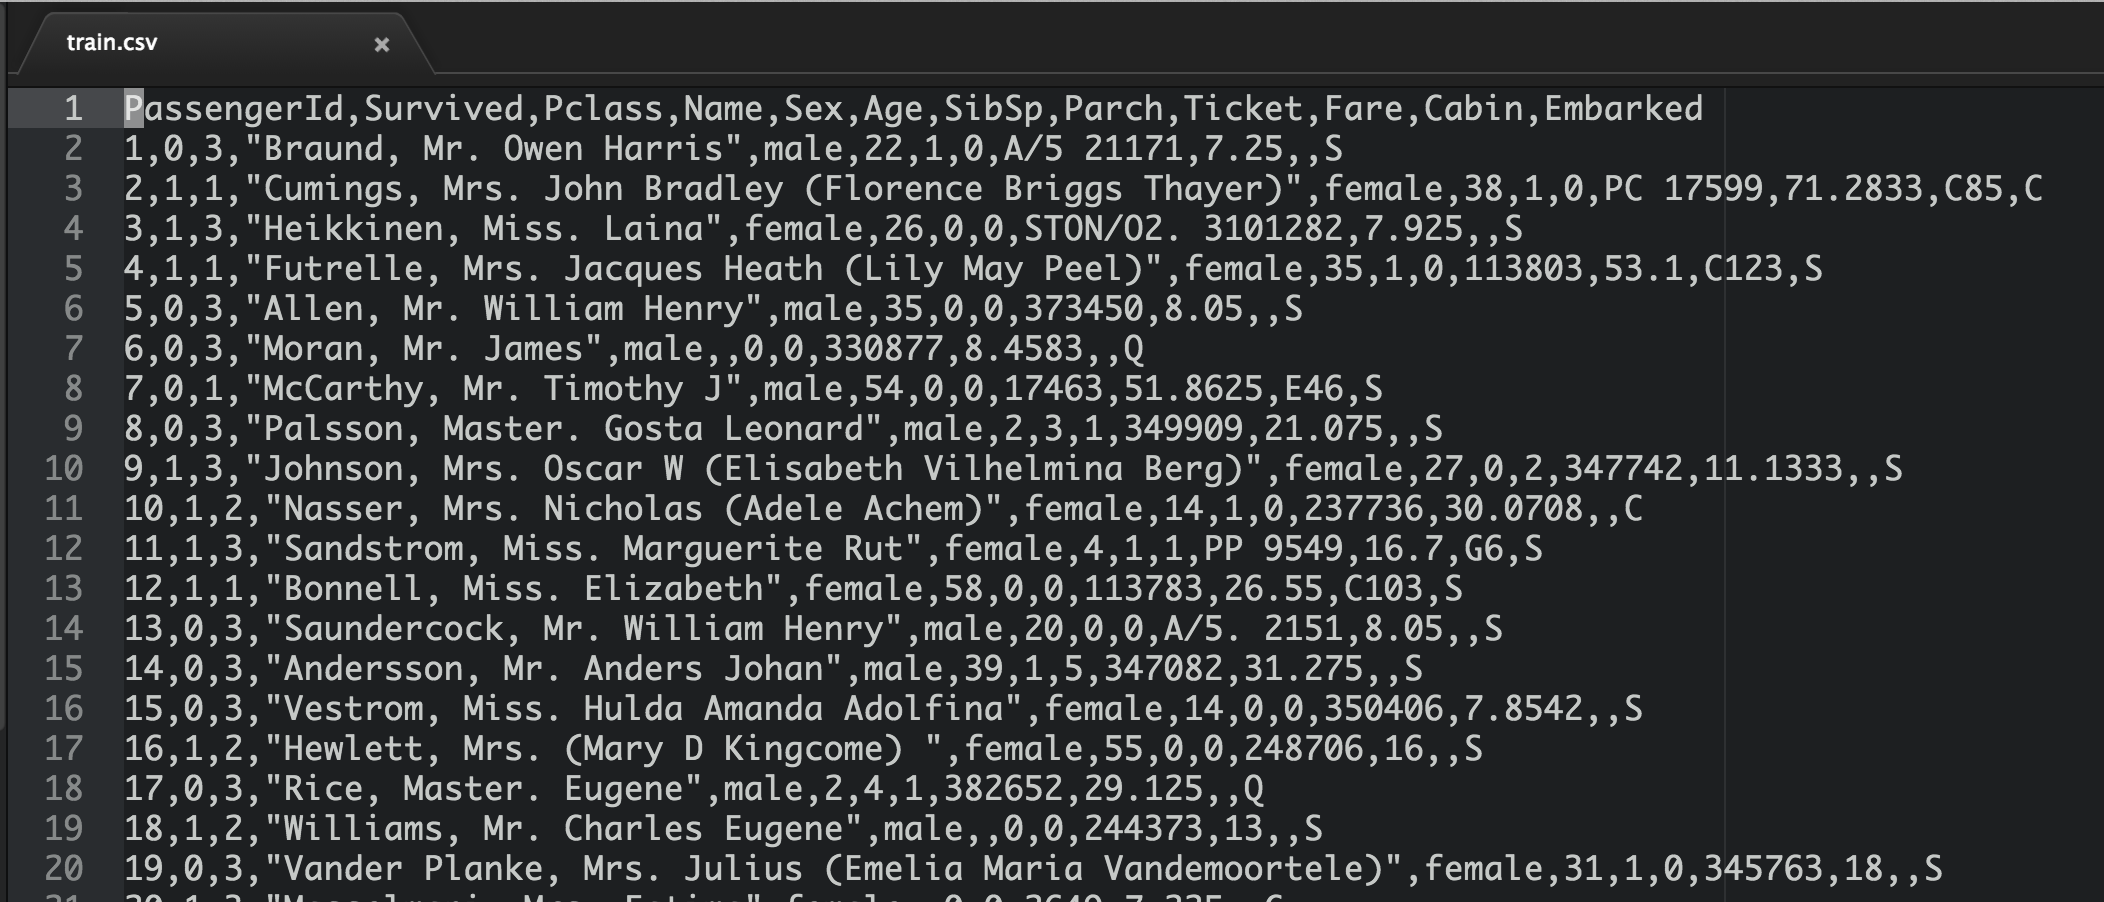 train.csv ×
1 PassengerId,Survived,Pclass,Name,Sex,Age,SibSp,Parch,Ticket,Fare,Cabin,Embarked
2 1,0,3,"Braund, Mr. Owen Harris",male,22,1,0,A/5 21171,7.25,,S
3 2,1,1,"Cumings, Mrs. John Bradley (Florence Briggs Thayer)",female,38,1,0,PC 17599,71.2833,C85,C
4 3,1,3,"Heikkinen, Miss. Laina",female,26,0,0,STON/O2. 3101282,7.925,,S
5 4,1,1,"Futrelle, Mrs. Jacques Heath (Lily May Peel)",female,35,1,0,113803,53.1,C123,S
6 5,0,3,"Allen, Mr. William Henry",male,35,0,0,373450,8.05,,S
7 6,0,3,"Moran, Mr. James",male,,0,0,330877,8.4583,,Q
8 7,0,1,"McCarthy, Mr. Timothy J",male,54,0,0,17463,51.8625,E46,S
9 8,0,3,"Palsson, Master. Gosta Leonard",male,2,3,1,349909,21.075,,S
10 9,1,3,"Johnson, Mrs. Oscar W (Elisabeth Vilhelmina Berg)",female,27,0,2,347742,11.1333,,S
11 10,1,2,"Nasser, Mrs. Nicholas (Adele Achem)",female,14,1,0,237736,30.0708,,C
12 11,1,3,"Sandstrom, Miss. Marguerite Rut",female,4,1,1,PP 9549,16.7,G6,S
13 12,1,1,"Bonnell, Miss. Elizabeth",female,58,0,0,113783,26.55,C103,S
14 13,0,3,"Saundercock, Mr. William Henry",male,20,0,0,A/5. 2151,8.05,,S
15 14,0,3,"Andersson, Mr. Anders Johan",male,39,1,5,347082,31.275,,S
16 15,0,3,"Vestrom, Miss. Hulda Amanda Adolfina",female,14,0,0,350406,7.8542,,S
17 16,1,2,"Hewlett, Mrs. (Mary D Kingcome) ",female,55,0,0,248706,16,,S
18 17,0,3,"Rice, Master. Eugene",male,2,4,1,382652,29.125,,Q
19 18,1,2,"Williams, Mr. Charles Eugene",male,,0,0,244373,13,,S
20 19,0,3,"Vander Planke, Mrs. Julius (Emelia Maria Vandemoortele)",female,31,1,0,345763,18,,S